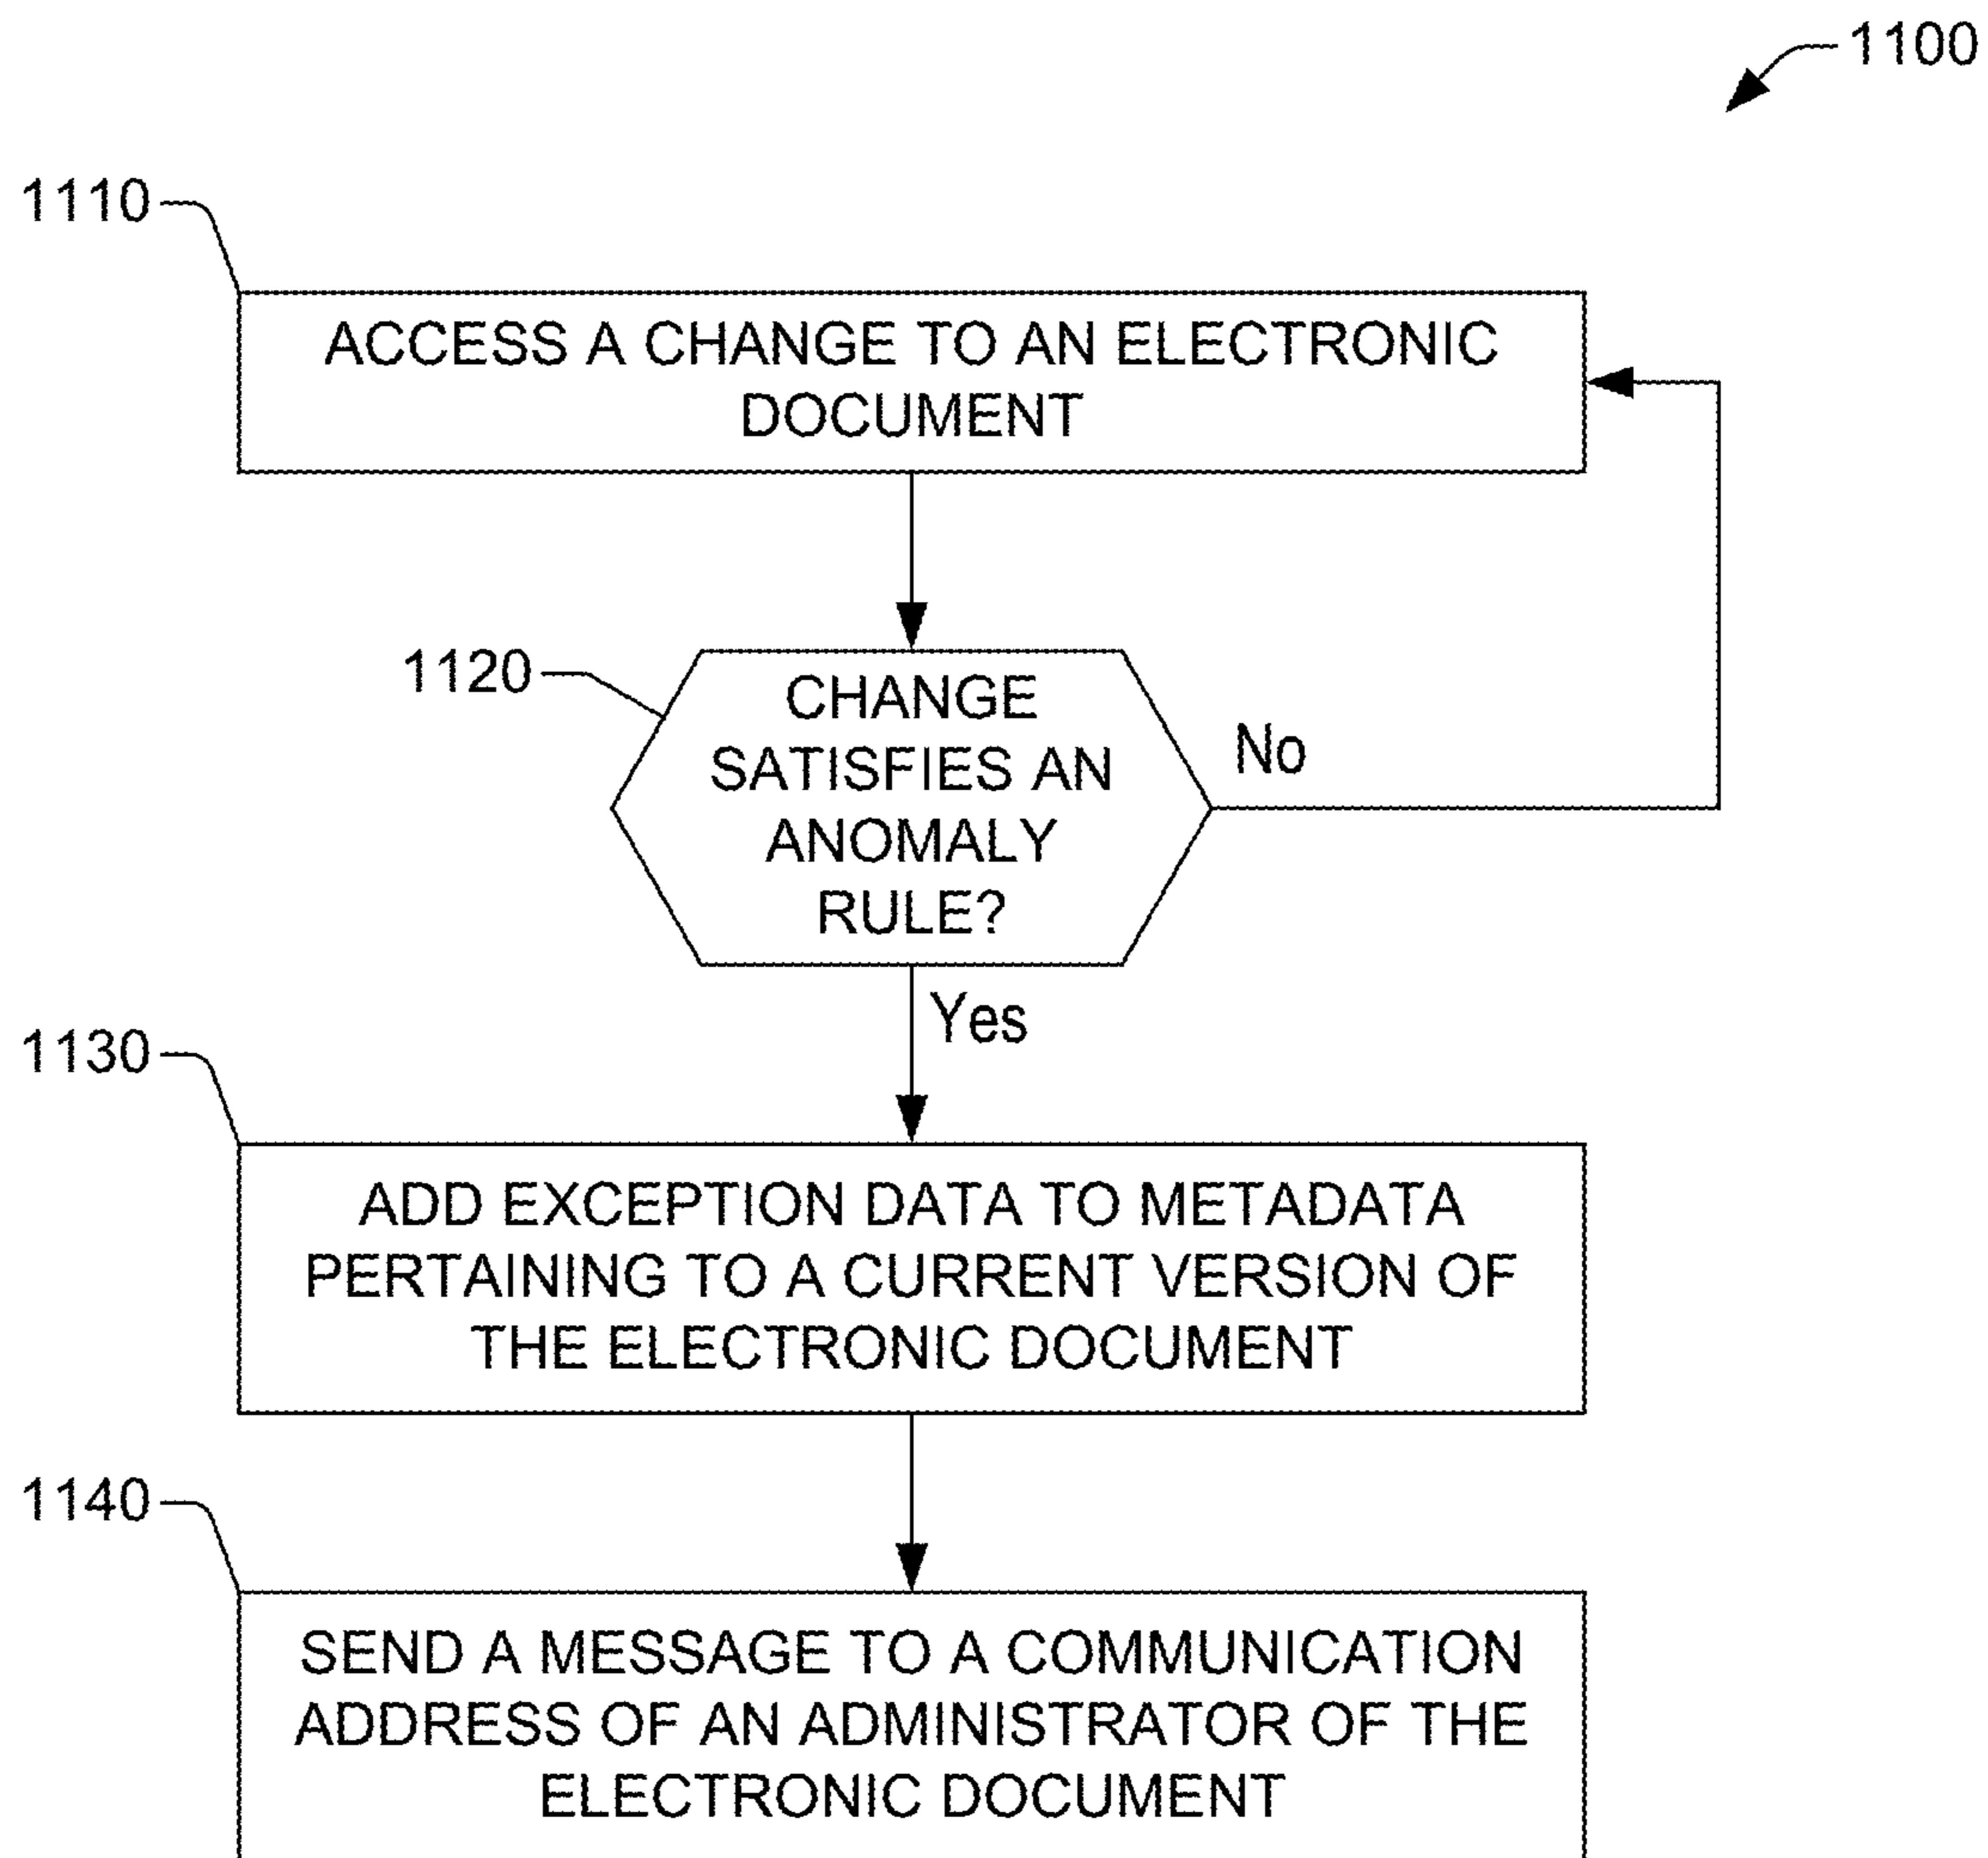 1100
1110
ACCESS A CHANGE TO AN ELECTRONIC
DOCUMENT
1120
CHANGE
SATISFIES AN
ANOMALY
RULE?
No
Yes
1130
ADD EXCEPTION DATA TO METADATA
PERTAINING TO A CURRENT VERSION OF
THE ELECTRONIC DOCUMENT
1140
SEND A MESSAGE TO A COMMUNICATION
ADDRESS OF AN ADMINISTRATOR OF THE
ELECTRONIC DOCUMENT